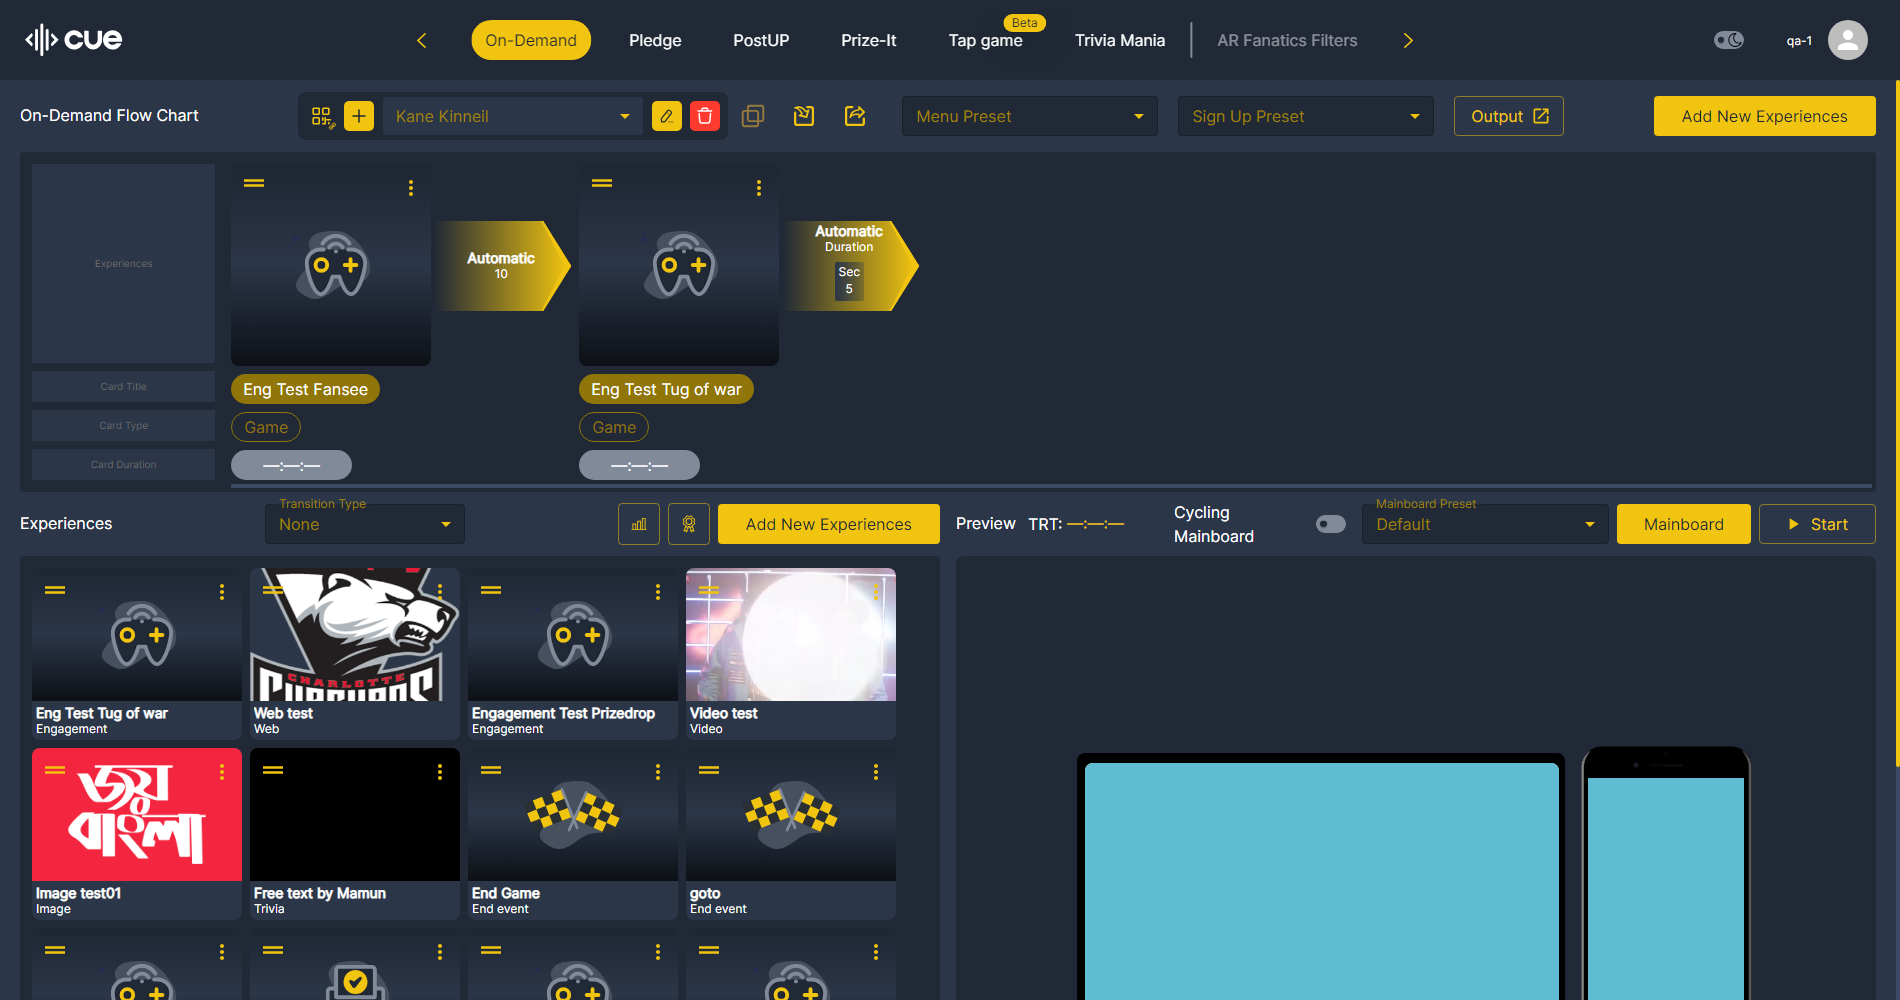 cue
On-Demand
Pledge
PostUP
Prize-It
Tap game
Beta
Trivia Mania
AR Fanatics Filters
qa-1
On-Demand Flow Chart
Kane Kinneil
Menu Preset
Sign Up Preset
Output
Add New Experiences
Experiences
Automatic
10
Automatic
Duration
Sec
5
Card Title
Eng Test Fansee
Eng Test Tug of war
Card Type
Game
Game
Card Duration
—:—:—
—:—:—
Experiences
Transition Type
None
Add New Experiences
Preview
TRT: —:—:—
Cycling
Mainboard
Mainboard Preset
Default
Mainboard
Start
CHARLOTTE
Eng Test Tug of war
Engagement
Web test
Web
Engagement Test Prizedrop
Engagement
Video test
Video
জয়
বাংলা
Image test01
Image
Free text by Mamun
Trivia
End Game
End event
goto
End event